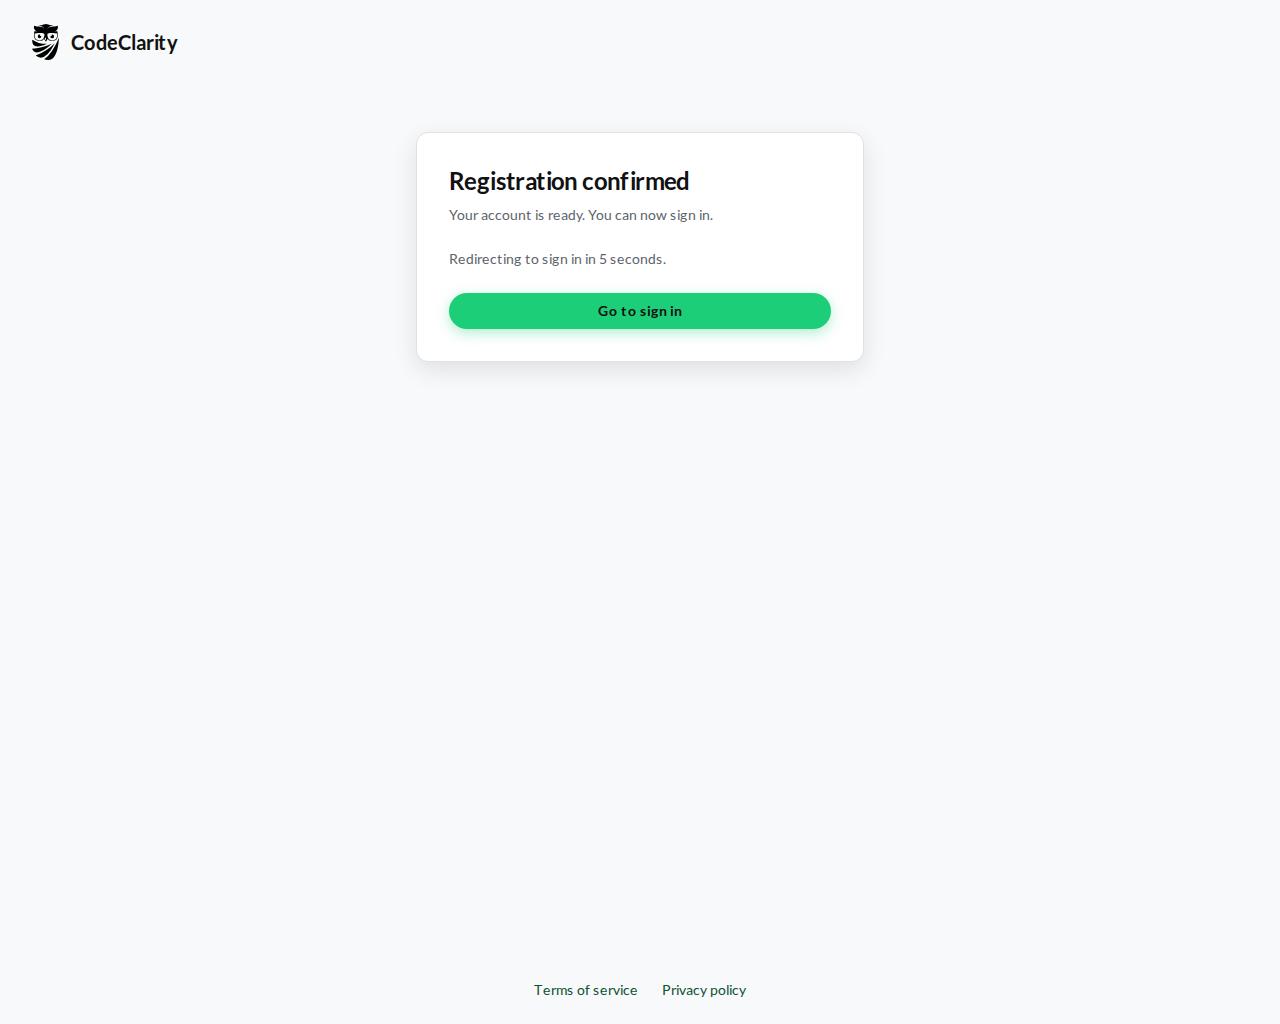 CodeClarity
Registration confirmed
Your account is ready. You can now sign in.
Redirecting to sign in in 5 seconds.
Go to sign in
Terms of service
Privacy policy